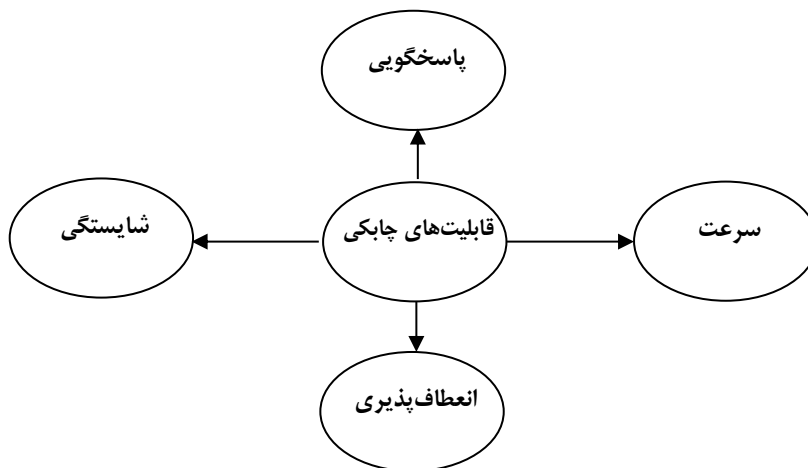 پاسخگویی
سرعت
قابلیت‌های چابکی
شایستگی
انعطاف‌پذیری